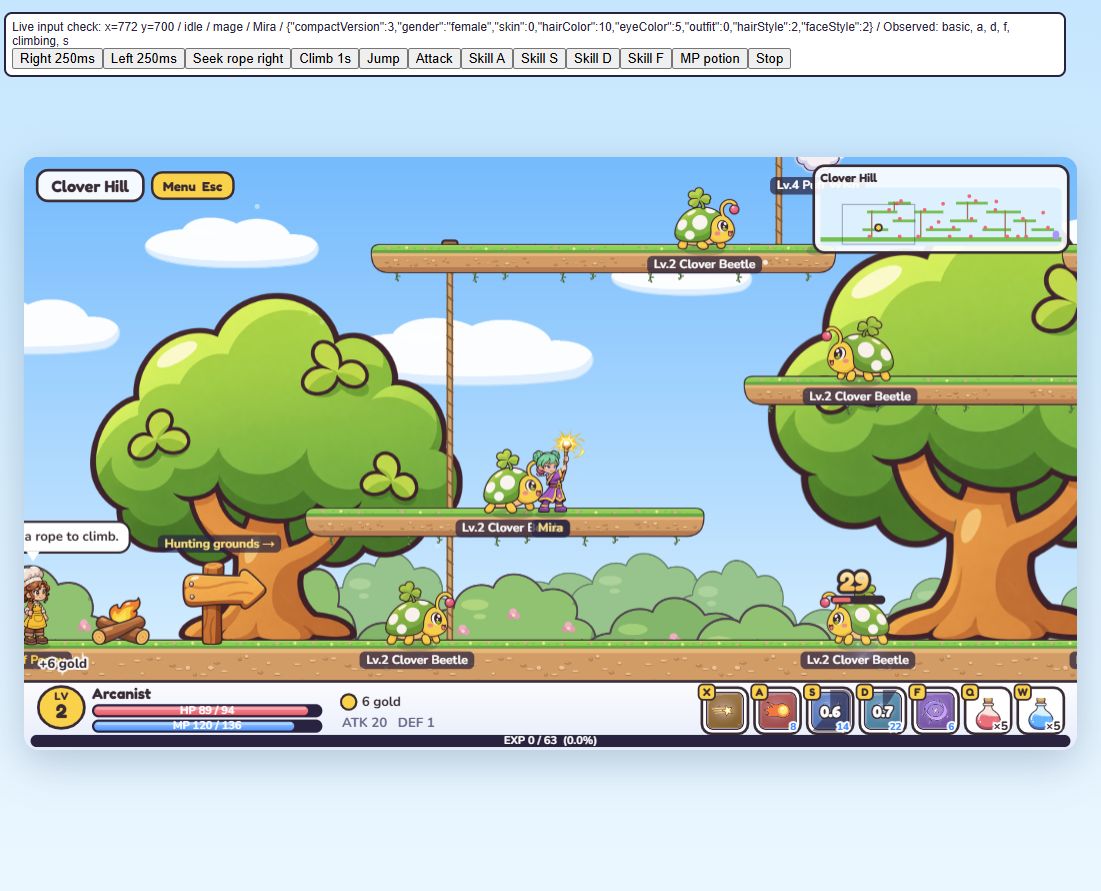 Live input check: x=772 y=700 / idle / mage / Mira / {"compactVersion":3,"gender":"female","skin":0,"hairColor":10,"eyeColor":5,"outfit":0,"hairStyle":2,"faceStyle":2} / Observed: basic, a, d, f,
climbing, s
Right 250ms Left 250ms Seek rope right Climb 1s Jump Attack Skill A Skill S Skill D Skill F MP potion Stop
Clover Hill Menu Esc
Lv.4
Clover Hill
Lv.2 Clover Beetle
Lv.2 Clover Beetle
Lv.2 Clover Mira
a rope to climb.
Hunting grounds →
29
Lv.2 Clover Beetle
Lv.2 Clover Beetle
+6 gold
LV
2
Arcanist
HP 89 / 94
MP 120 / 136
6 gold
ATK 20 DEF 1
X A S D F Q W
0.6 0.7
8 14 22 6 ×5 ×5
EXP 0 / 63 (0.0%)